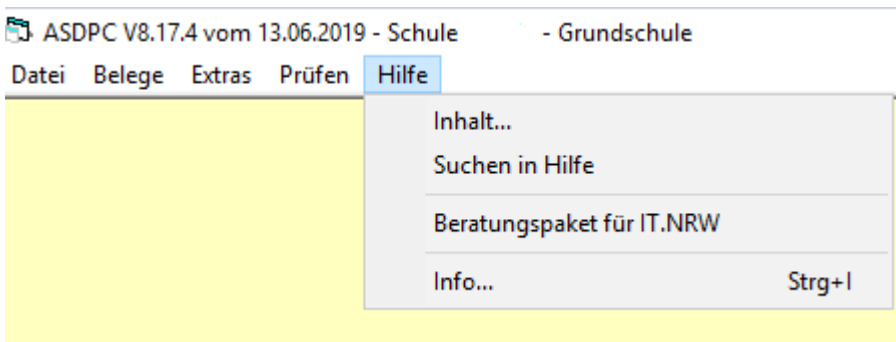 ASDPC V8.17.4 vom 13.06.2019 - Schule - Grundschule
Datei Belege Extras Prüfen Hilfe
Inhalt...
Suchen in Hilfe
Beratungspaket für IT.NRW
Info... Strg+I